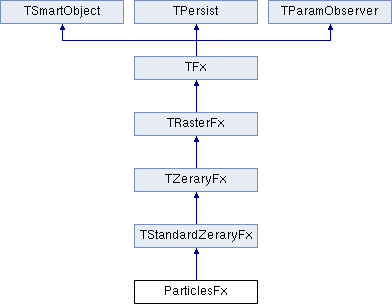 TSmartObject TPersist TParamObserver
TFx
TRasterFx
TZeraryFx
TStandardZeraryFx
ParticlesFx